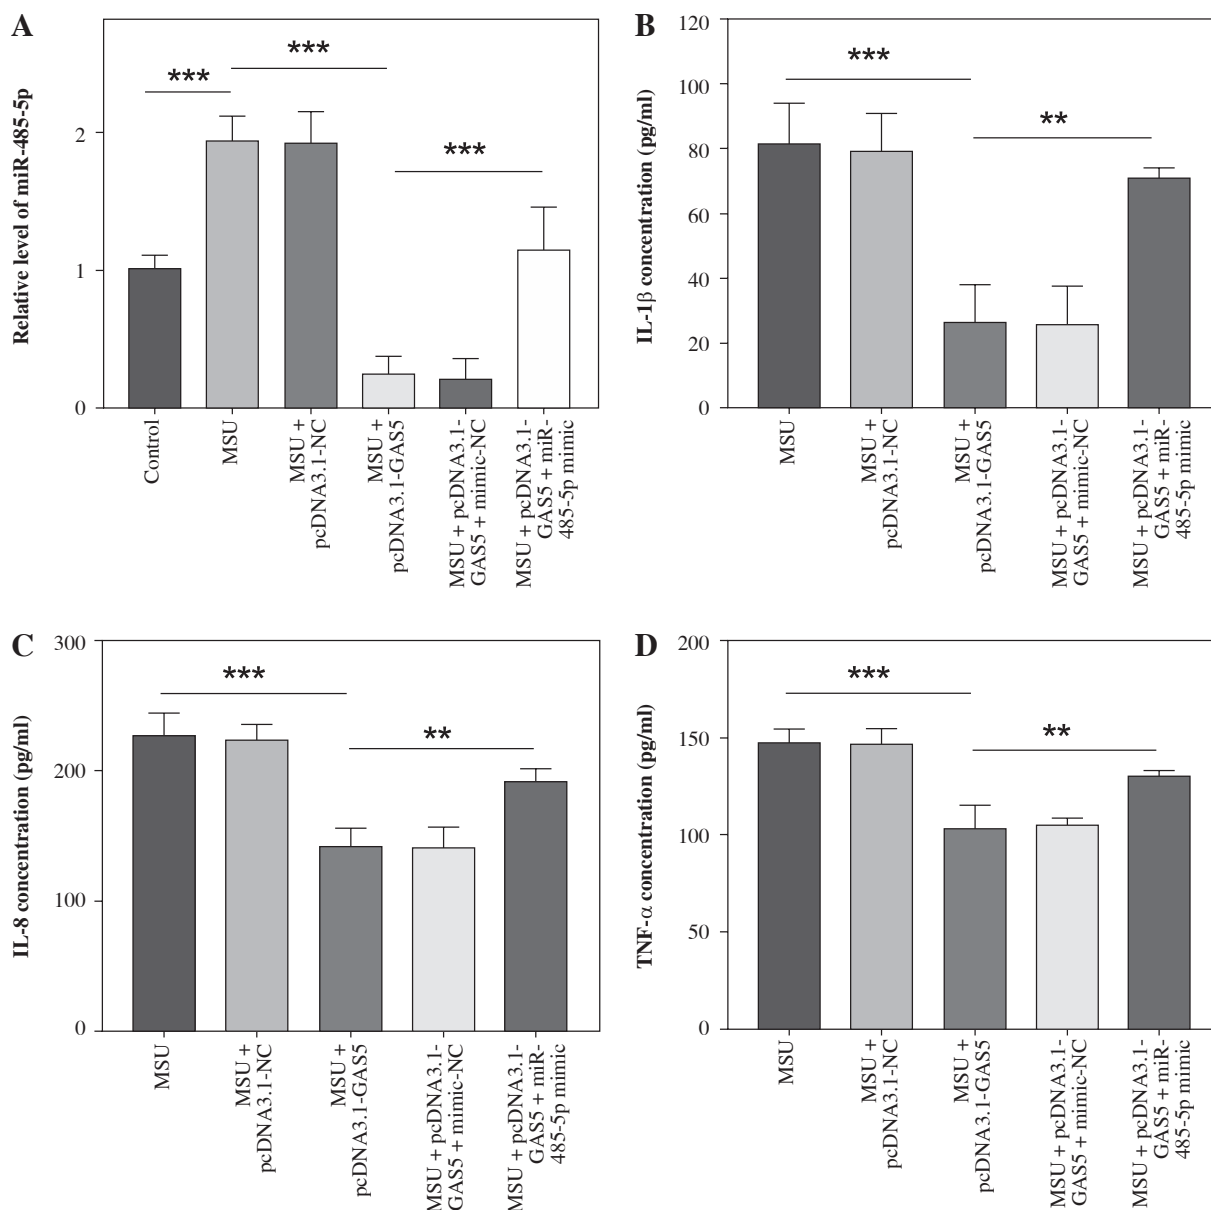 A
Relative level of miR-485-5p
2
1
0
***
***
***
Control
MSU
MSU +
pcDNA3.1-NC
MSU +
pcDNA3.1-GAS5
MSU + pcDNA3.1-
GAS5 + mimic-NC
MSU + pcDNA3.1-
GAS5 + miR-
485-5p mimic
B
IL-1β concentration (pg/ml)
120
100
80
60
40
20
0
***
**
MSU
MSU +
pcDNA3.1-NC
MSU +
pcDNA3.1-GAS5
MSU + pcDNA3.1-
GAS5 + mimic-NC
MSU + pcDNA3.1-
GAS5 + miR-
485-5p mimic
C
IL-8 concentration (pg/ml)
300
200
100
0
***
**
MSU
MSU +
pcDNA3.1-NC
MSU +
pcDNA3.1-GAS5
MSU + pcDNA3.1-
GAS5 + mimic-NC
MSU + pcDNA3.1-
GAS5 + miR-
485-5p mimic
D
TNF-α concentration (pg/ml)
200
150
100
50
0
***
**
MSU
MSU +
pcDNA3.1-NC
MSU +
pcDNA3.1-GAS5
MSU + pcDNA3.1-
GAS5 + mimic-NC
MSU + pcDNA3.1-
GAS5 + miR-
485-5p mimic